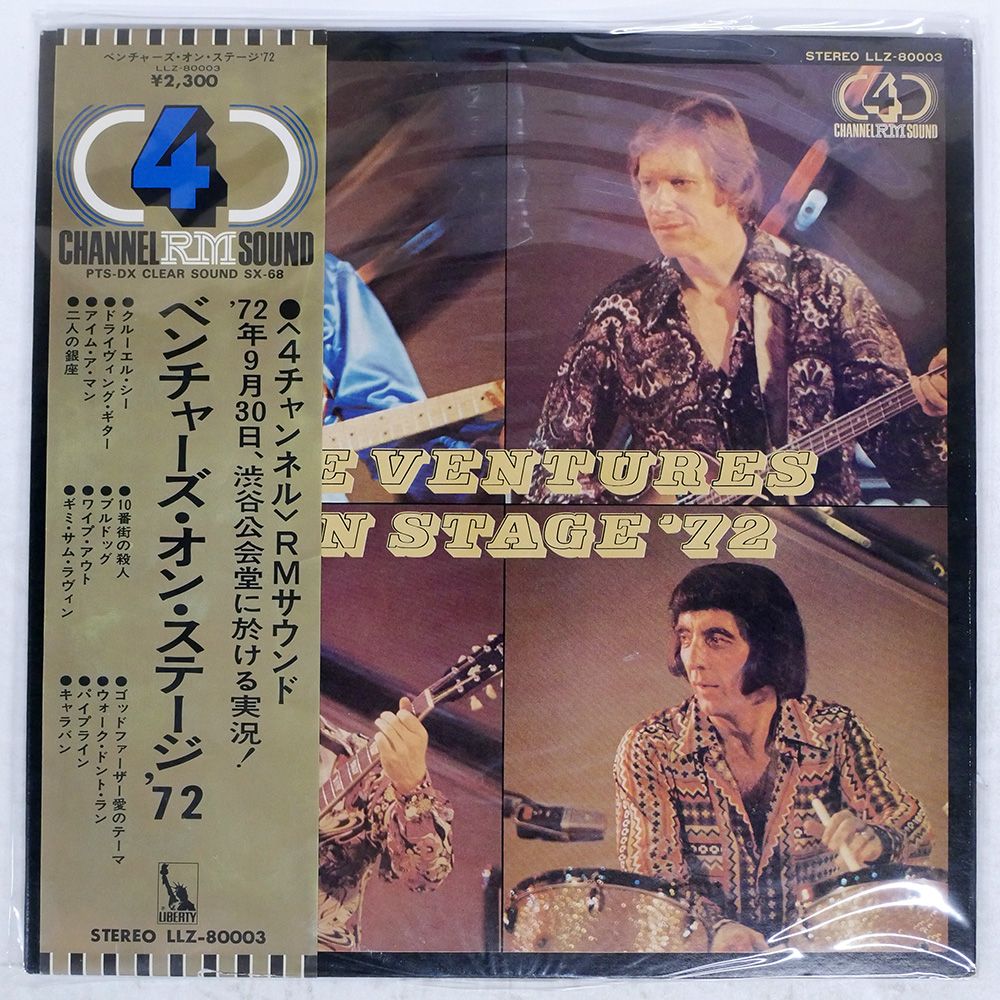 ベンチャーズ・オン・ステージ'72
LLZ-80003
¥2,300
4
CHANNEL RM SOUND
PTS-DX CLEAR SOUND SX-68
●〈4チャンネル〉RMサウンド
'72年9月30日、渋谷公会堂に於ける実況!
ベンチャーズ・オン・ステージ'72
●クルーエル・シー
●ドライヴィング・ギター
●アイム・ア・マン
●二人の銀座
●10番街の殺人
●ブルドッグ
●ワイプ・アウト
●ギミ・サム・ラヴィン
●ゴッドファーザー愛のテーマ
●ウォーク・ドント・ラン
●パイプライン
●キャラバン
LIBERTY
STEREO LLZ-80003
STEREO LLZ-80003
4
CHANNEL RM SOUND
E VENTURES
N STAGE '72